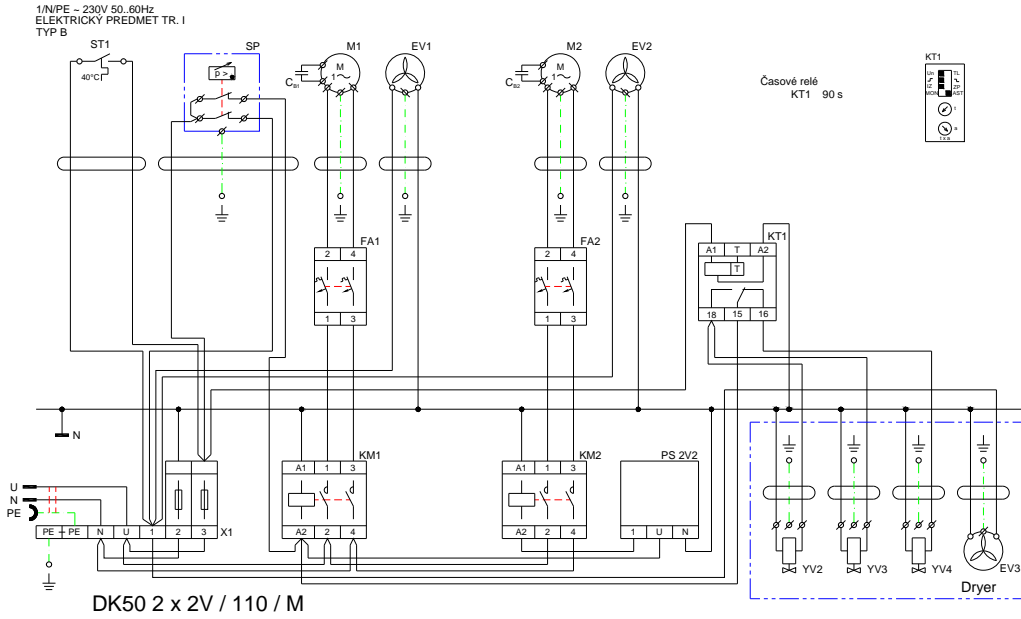 1/N/PE ~ 230V 50..60Hz
ELEKTRICKÝ PREDMET TR. I
TYP B
ST1
SP
M1
EV1
M2
EV2
KT1
40°C
p >
M
1~
CB1
M
1~
CB2
Časové relé
KT1 90 s
Un TL
IZ ZP
MON AST
t
a
t x a
FA1
2 4
1 3
FA2
2 4
1 3
KT1
A1 T A2
T
18 15 16
N
KM1
A1 1 3
A2 2 4
KM2
A1 1 3
A2 2 4
PS 2V2
1 U N
U
N
PE
PE PE N U 1 2 3
X1
YV2
YV3
YV4
EV3
Dryer
DK50 2 x 2V / 110 / M